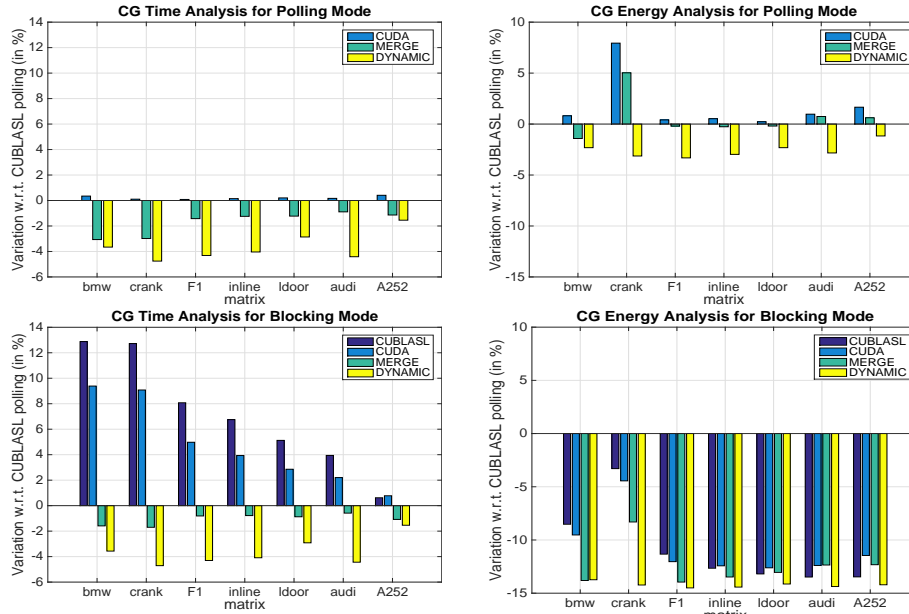 CG Time Analysis for Polling Mode
Variation w.r.t. CUBLASL polling (in %)
14
12
10
8
6
4
2
0
-2
-4
-6
CUDA
MERGE
DYNAMIC
bmw crank F1 inline ldoor audi A252
matrix
CG Energy Analysis for Polling Mode
Variation w.r.t. CUBLASL polling (in %)
10
5
0
-5
-10
-15
CUDA
MERGE
DYNAMIC
bmw crank F1 inline ldoor audi A252
matrix
CG Time Analysis for Blocking Mode
Variation w.r.t. CUBLASL polling (in %)
14
12
10
8
6
4
2
0
-2
-4
-6
CUBLASL
CUDA
MERGE
DYNAMIC
bmw crank F1 inline ldoor audi A252
matrix
CG Energy Analysis for Blocking Mode
Variation w.r.t. CUBLASL polling (in %)
10
5
0
-5
-10
-15
CUBLASL
CUDA
MERGE
DYNAMIC
bmw crank F1 inline ldoor audi A252
matrix